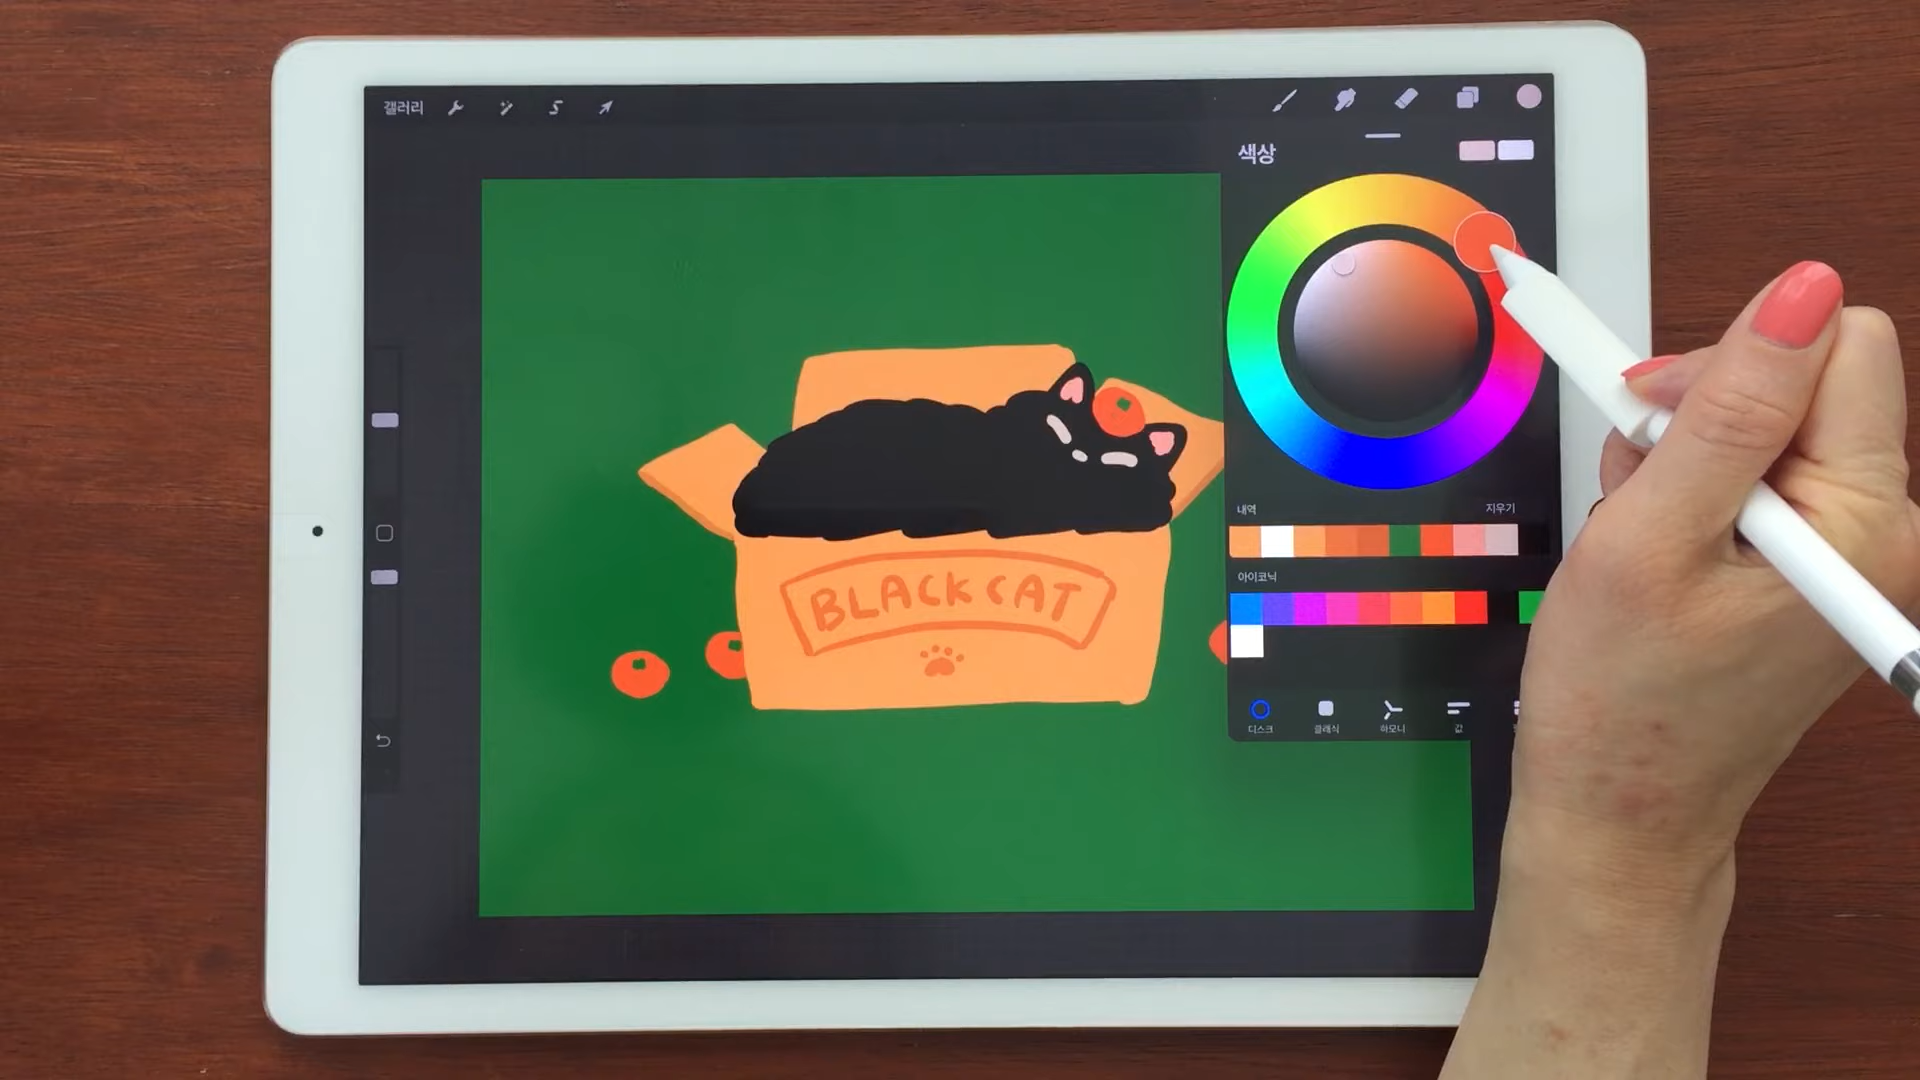 갤러리
색상
내역 지우기
아이코닉
BLACK CAT
디스크 클래식 하모니 값